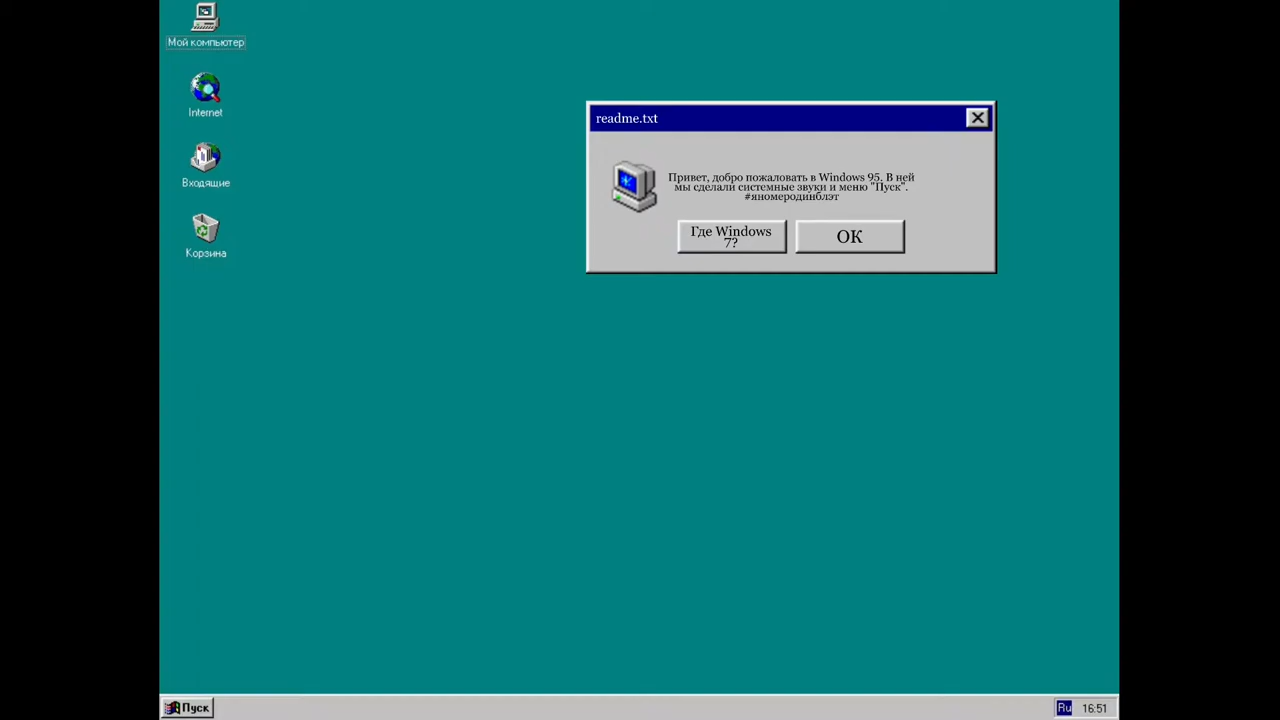 Мой компьютер
Internet
Входящие
Корзина
readme.txt
Привет, добро пожаловать в Windows 95. В ней
мы сделали системные звуки и меню "Пуск".
#яномеродинблэт
Где Windows
7?
ОК
Пуск
Ru
16:51